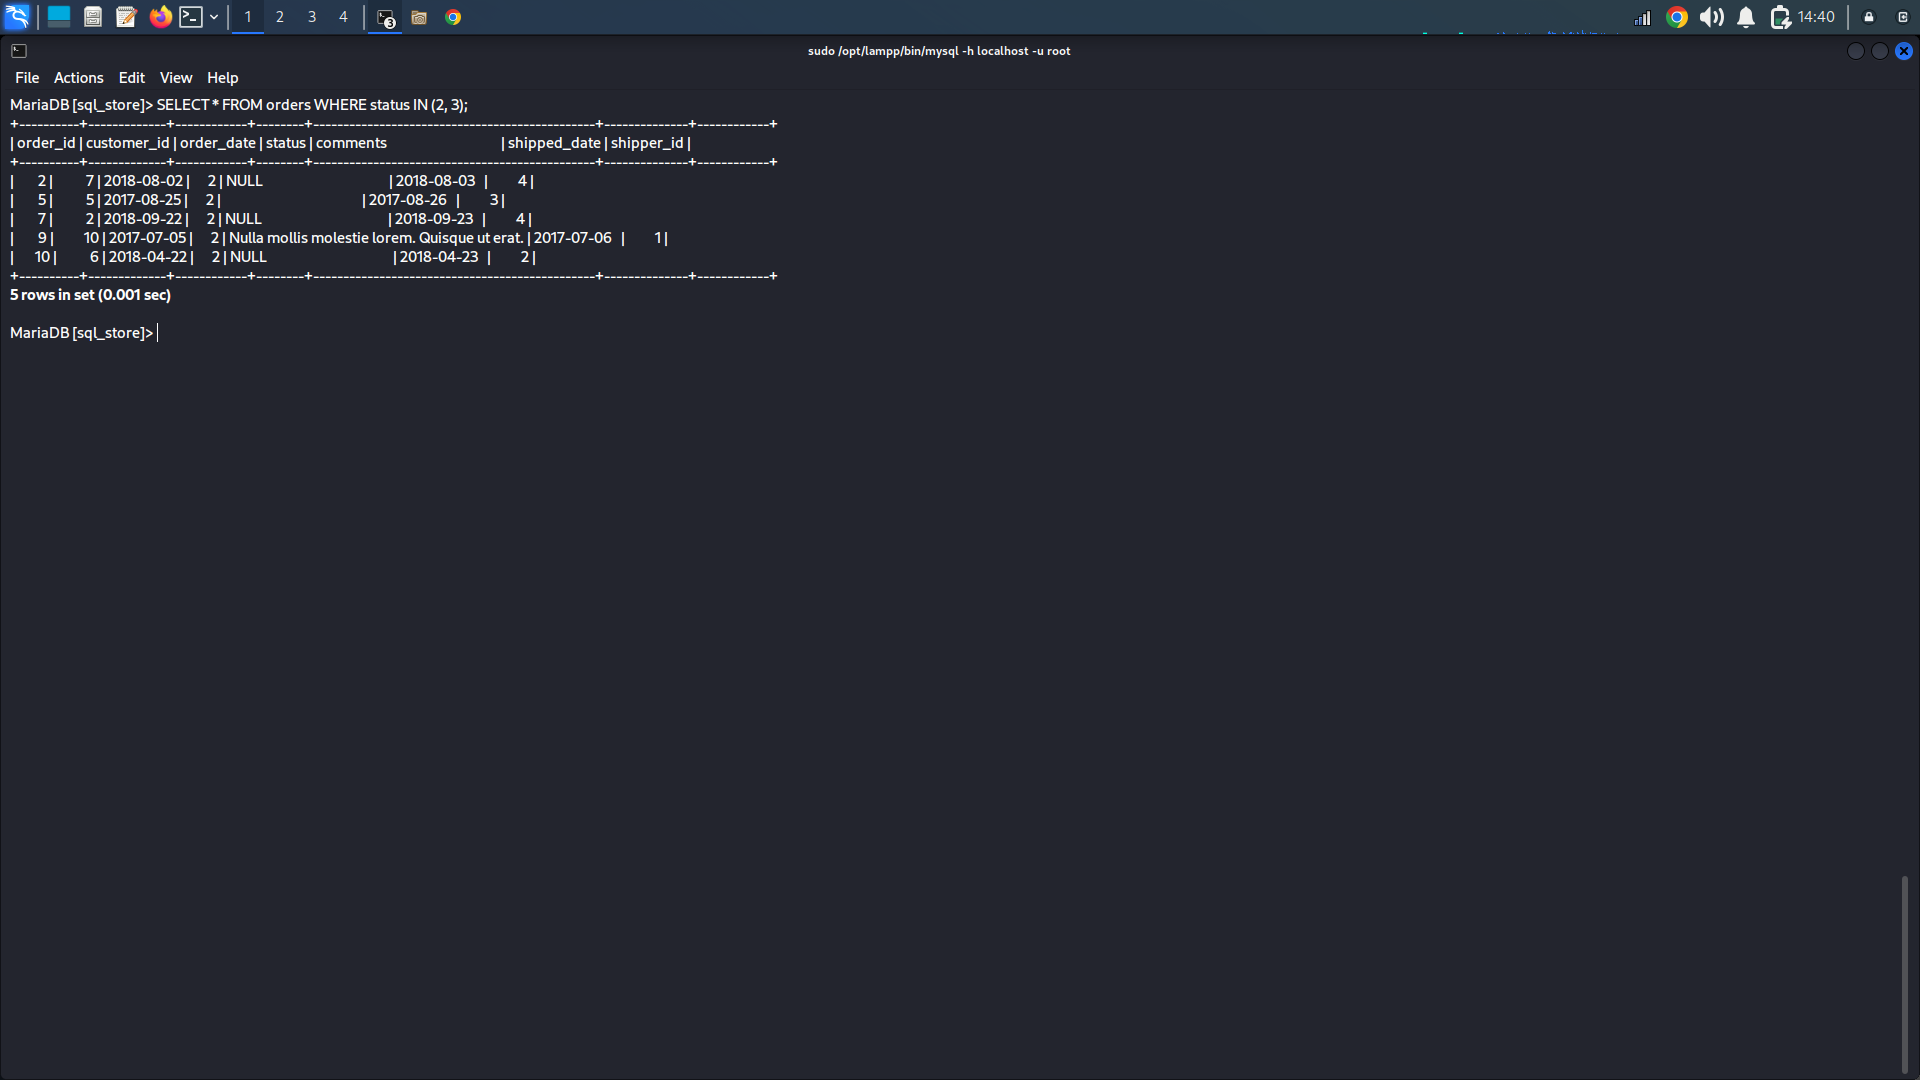 1 2 3 4 3 14:40
sudo /opt/lampp/bin/mysql -h localhost -u root
File Actions Edit View Help
MariaDB [sql_store]> SELECT * FROM orders WHERE status IN (2, 3);
+----------+-------------+------------+--------+-----------------------------------------------+--------------+------------+
| order_id | customer_id | order_date | status | comments | shipped_date | shipper_id |
+----------+-------------+------------+--------+-----------------------------------------------+--------------+------------+
| 2 | 7 | 2018-08-02 | 2 | NULL | 2018-08-03 | 4 |
| 5 | 5 | 2017-08-25 | 2 | | 2017-08-26 | 3 |
| 7 | 2 | 2018-09-22 | 2 | NULL | 2018-09-23 | 4 |
| 9 | 10 | 2017-07-05 | 2 | Nulla mollis molestie lorem. Quisque ut erat. | 2017-07-06 | 1 |
| 10 | 6 | 2018-04-22 | 2 | NULL | 2018-04-23 | 2 |
+----------+-------------+------------+--------+-----------------------------------------------+--------------+------------+
5 rows in set (0.001 sec)
MariaDB [sql_store]>